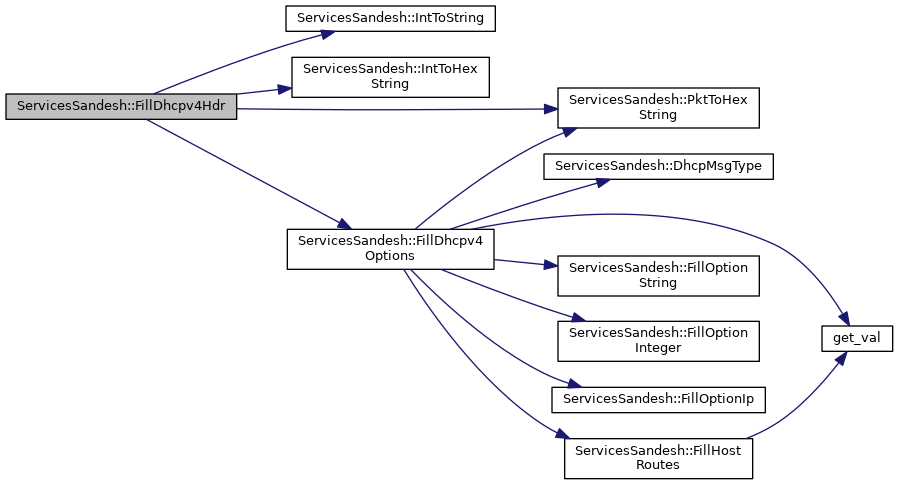 ServicesSandesh::IntToString
ServicesSandesh::IntToHex
String
ServicesSandesh::FillDhcpv4Hdr
ServicesSandesh::PktToHex
String
ServicesSandesh::DhcpMsgType
ServicesSandesh::FillDhcpv4
Options
ServicesSandesh::FillOption
String
ServicesSandesh::FillOption
Integer
get_val
ServicesSandesh::FillOptionIp
ServicesSandesh::FillHost
Routes